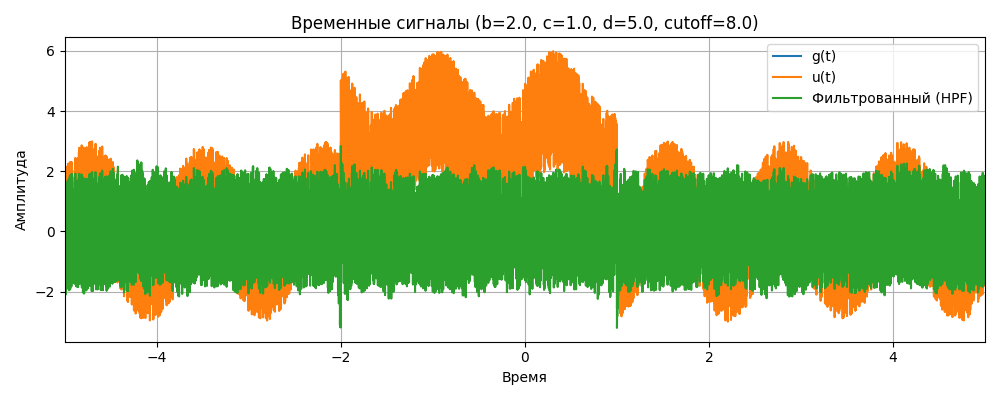 Временные сигналы (b=2.0, c=1.0, d=5.0, cutoff=8.0)
g(t)
u(t)
Фильтрованный (HPF)
Амплитуда
6
4
2
0
−2
−4
−2
0
2
4
Время